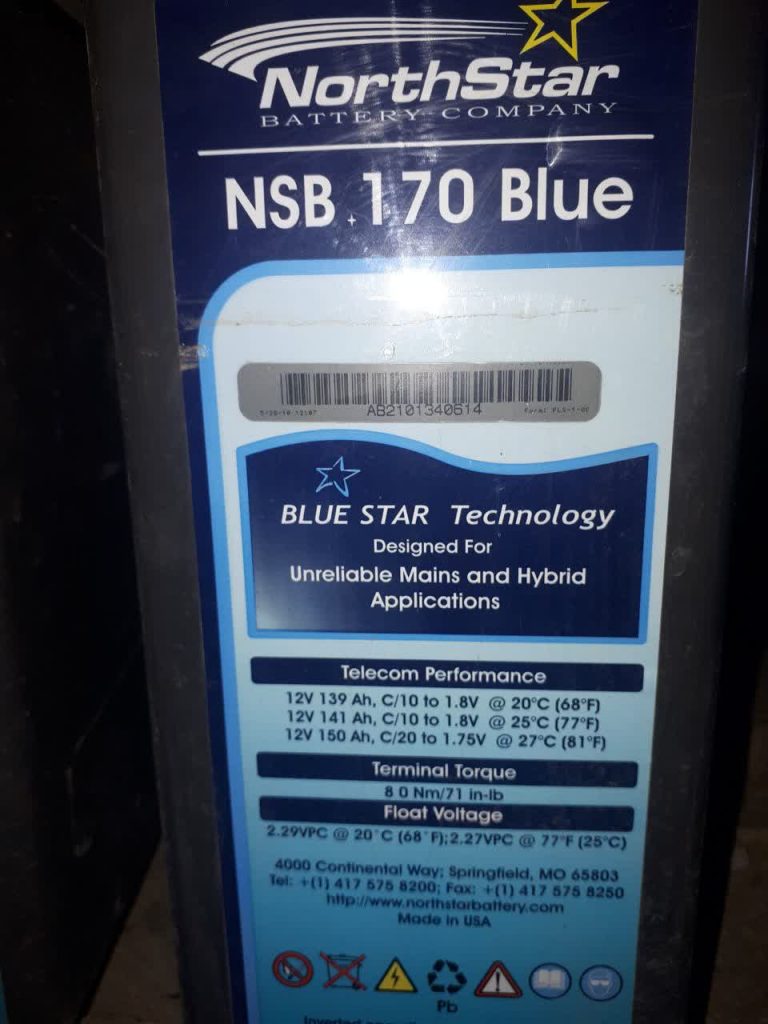 NorthStar
BATTERY COMPANY
NSB 170 Blue
AB2101340614
BLUE STAR Technology
Designed For
Unreliable Mains and Hybrid
Applications
Telecom Performance
12V 139 Ah, C/10 to 1.8V @ 20°C (68°F)
12V 141 Ah, C/10 to 1.8V @ 25°C (77°F)
12V 150 Ah, C/20 to 1.75V @ 27°C (81°F)
Terminal Torque
8 0 Nm/71 in-lb
Float Voltage
2.29VPC @ 20°C (68°F);2.27VPC @ 77°F (25°C)
4000 Continental Way; Springfield, MO 65803
Tel: +(1) 417 575 8200; Fax: +(1) 417 575 8250
http://www.northstarbattery.com
Made in USA
Pb
Inverted